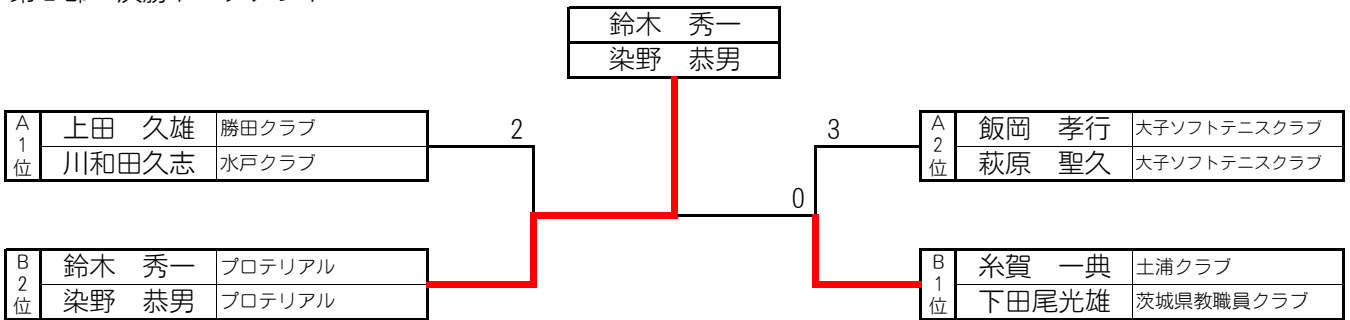 鈴木 秀一
染野 恭男
A1位 上田 久雄 勝田クラブ
川和田久志 水戸クラブ
2
3
A2位 飯岡 孝行 大子ソフトテニスクラブ
萩原 聖久 大子ソフトテニスクラブ
0
B2位 鈴木 秀一 プロテリアル
染野 恭男 プロテリアル
B1位 糸賀 一典 土浦クラブ
下田尾光雄 茨城県教職員クラブ